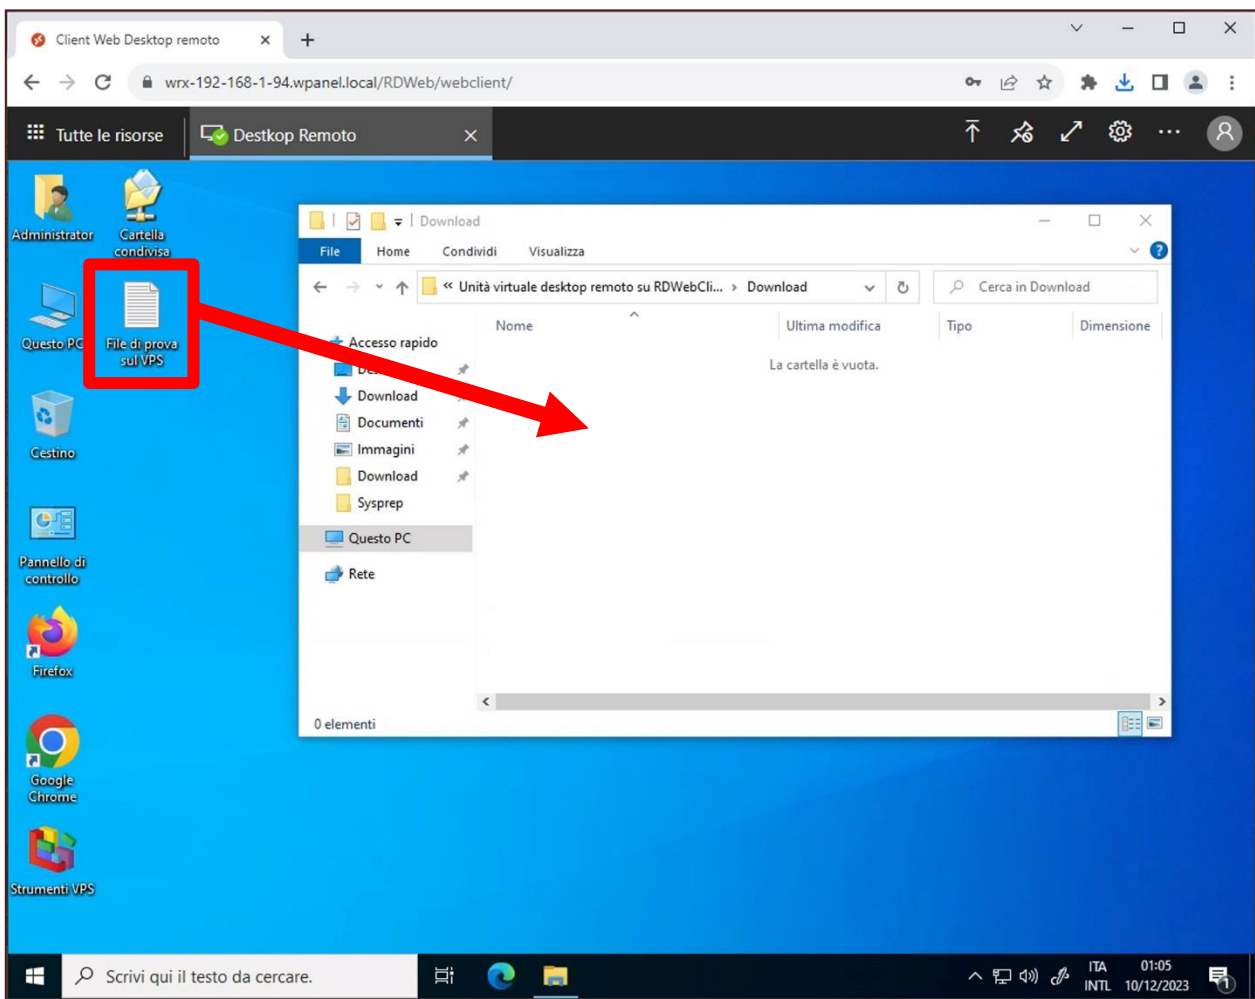 Client Web Desktop remoto
wrx-192-168-1-94.wpanel.local/RDWeb/webclient/
Tutte le risorse
Destkop Remoto
Administrator
Cartella
condivisa
Questo PC
File di prova
sul VPS
Cestino
Pannello di
controllo
Firefox
Google
Chrome
Strumenti VPS
Download
File Home Condividi Visualizza
« Unità virtuale desktop remoto su RDWebCli... › Download
Cerca in Download
Nome Ultima modifica Tipo Dimensione
La cartella è vuota.
Accesso rapido
Download
Documenti
Immagini
Download
Sysprep
Questo PC
Rete
0 elementi
Scrivi qui il testo da cercare.
ITA
INTL
01:05
10/12/2023
1